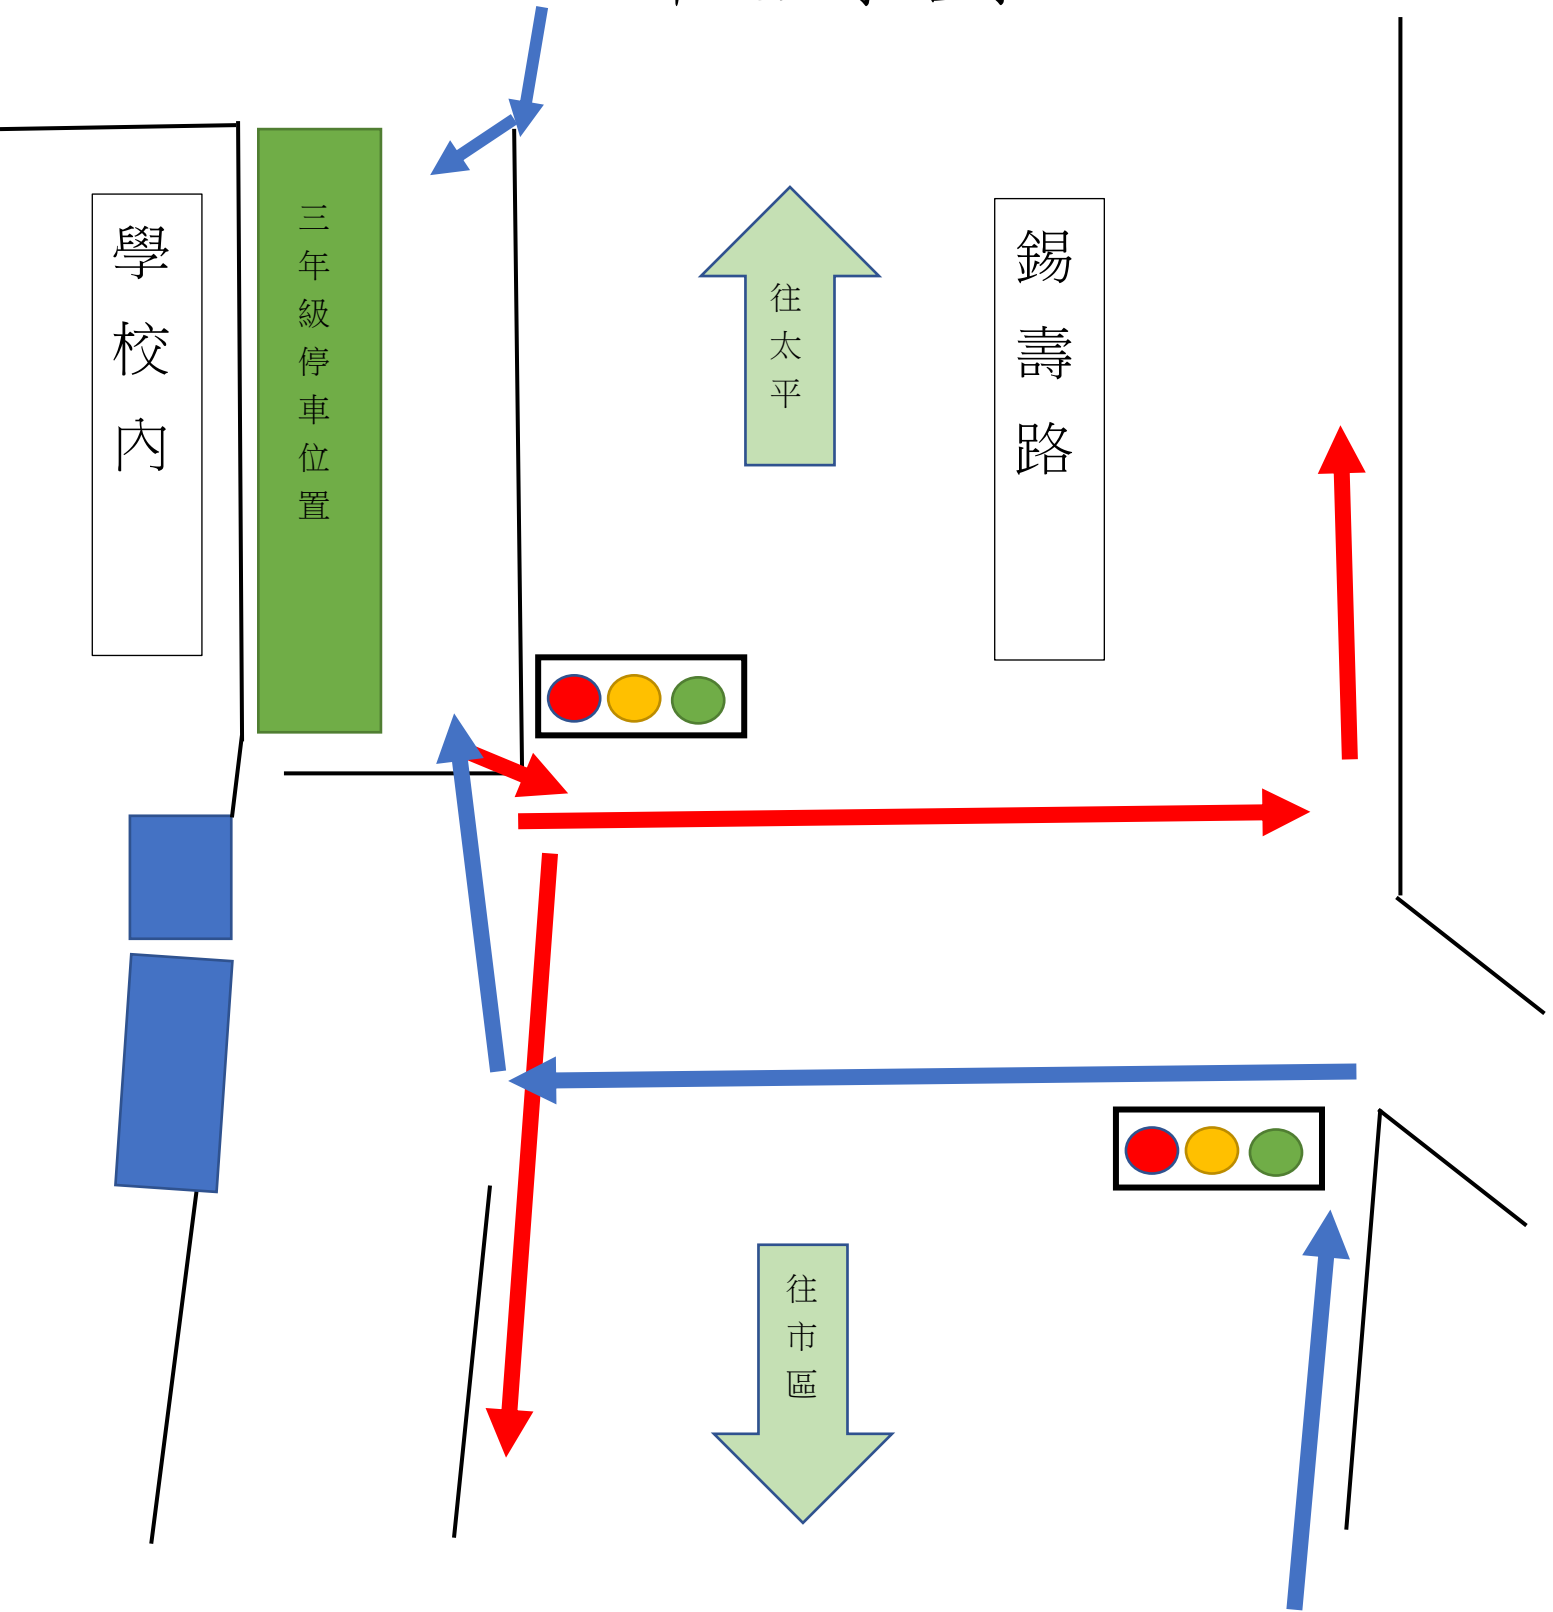 學校內
三年級停車位置
往太平
錫壽路
往市區